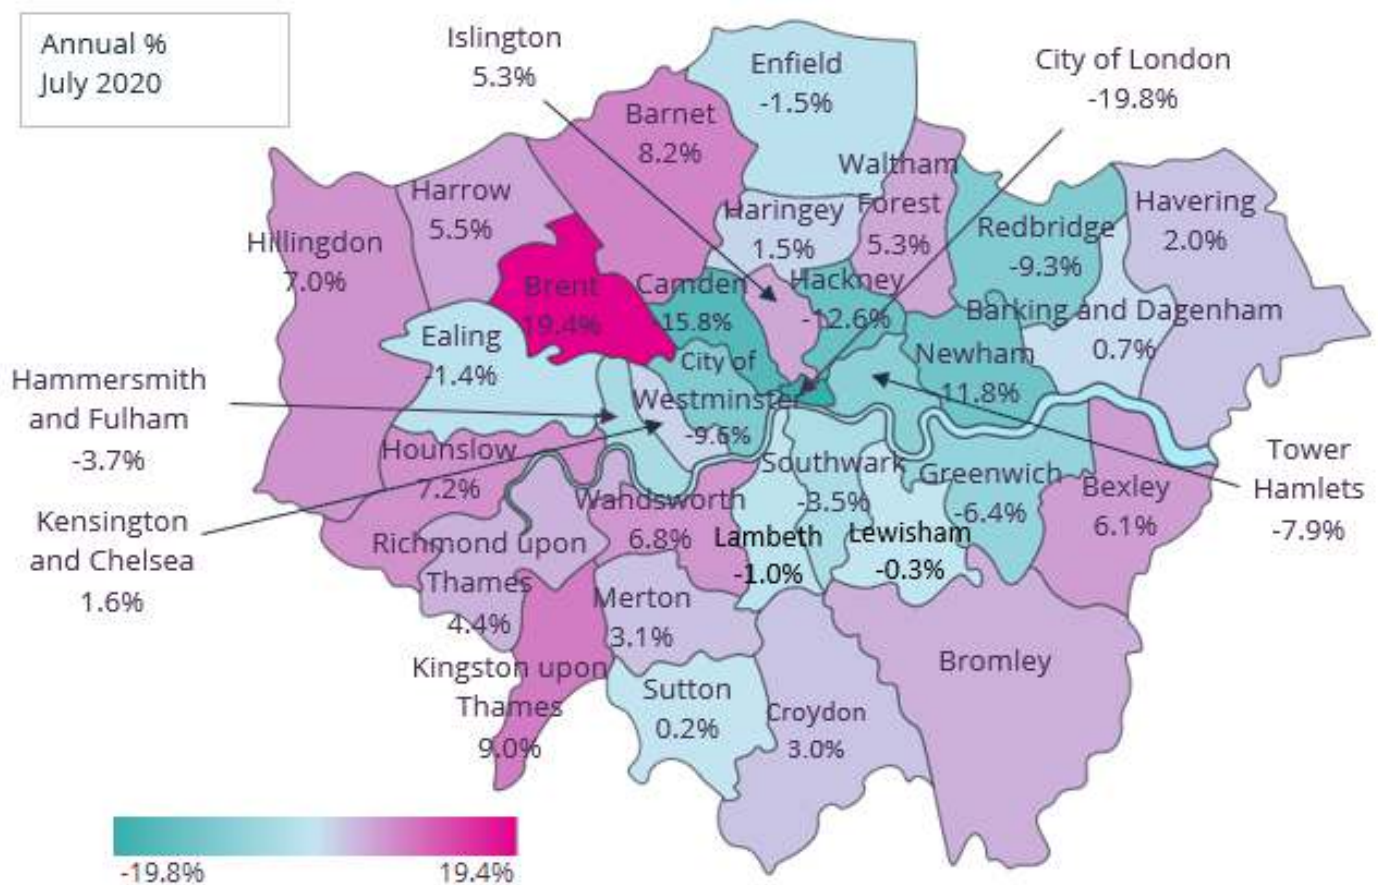 Annual %
July 2020
Islington
5.3%
City of London
-19.8%
Enfield
-1.5%
Barnet
8.2%
Waltham
Forest
5.3%
Harrow
5.5%
Haringey
1.5%
Redbridge
-9.3%
Havering
2.0%
Hillingdon
7.0%
Brent
19.4%
Camden
-15.8%
Hackney
-12.6%
Barking and Dagenham
0.7%
Ealing
-1.4%
City of
Westminster
-9.6%
Newham
-11.8%
Hammersmith
and Fulham
-3.7%
Hounslow
7.2%
Southwark
-3.5%
Greenwich
-6.4%
Bexley
6.1%
Tower
Hamlets
-7.9%
Kensington
and Chelsea
1.6%
Wandsworth
6.8%
Lambeth
-1.0%
Lewisham
-0.3%
Richmond upon
Thames
4.4%
Merton
3.1%
Kingston upon
Thames
9.0%
Sutton
0.2%
Croydon
3.0%
Bromley
-19.8%
19.4%